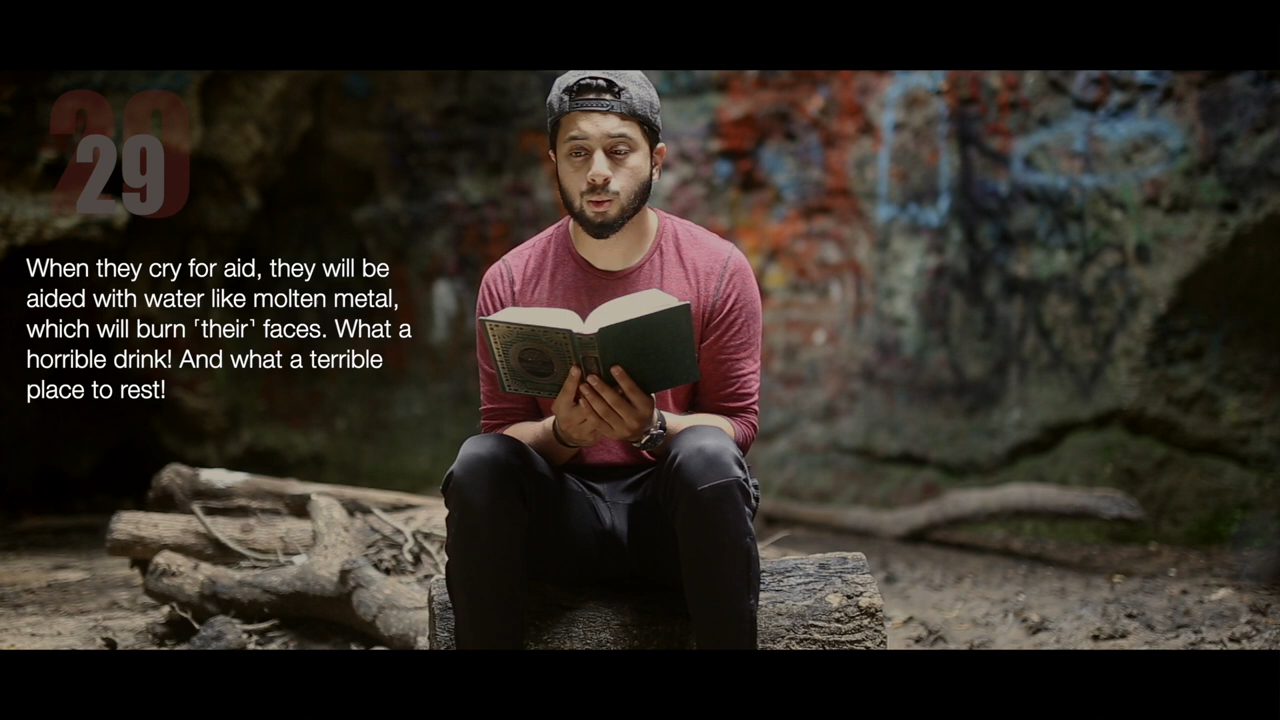 29
When they cry for aid, they will be
aided with water like molten metal,
which will burn ˹their˺ faces. What a
horrible drink! And what a terrible
place to rest!